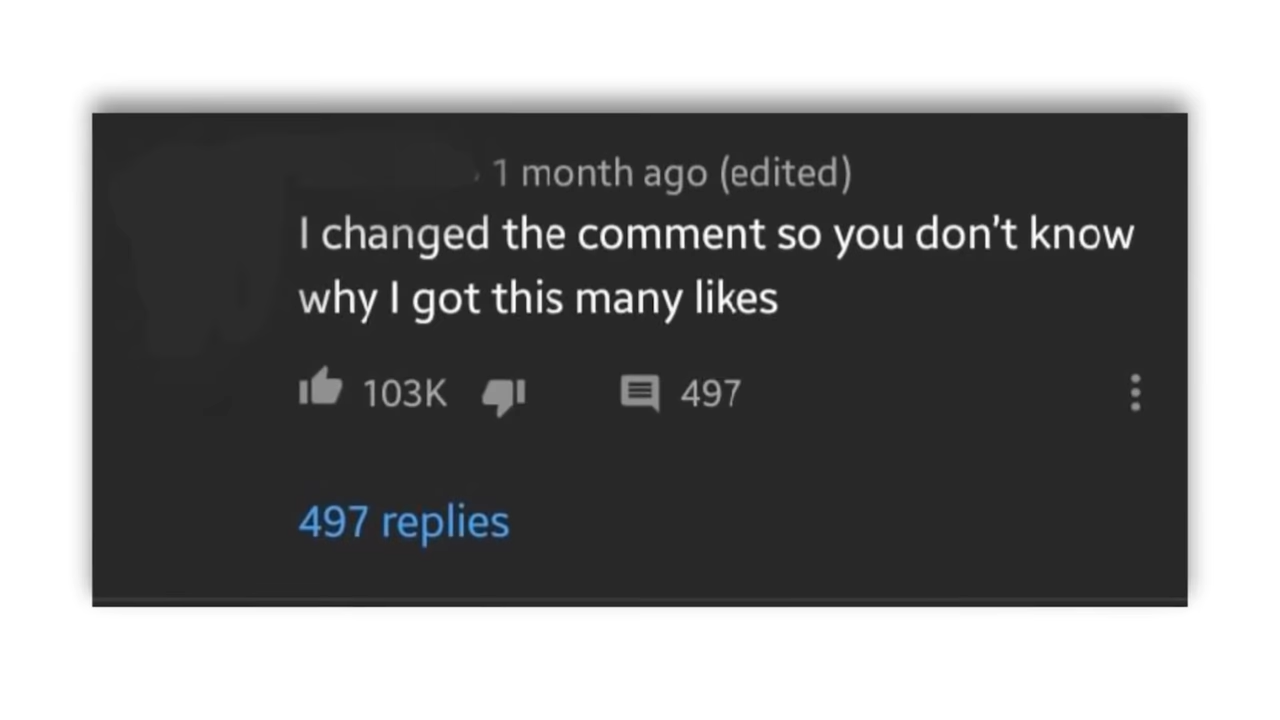 1 month ago (edited)
I changed the comment so you don't know
why I got this many likes
103K 497
497 replies